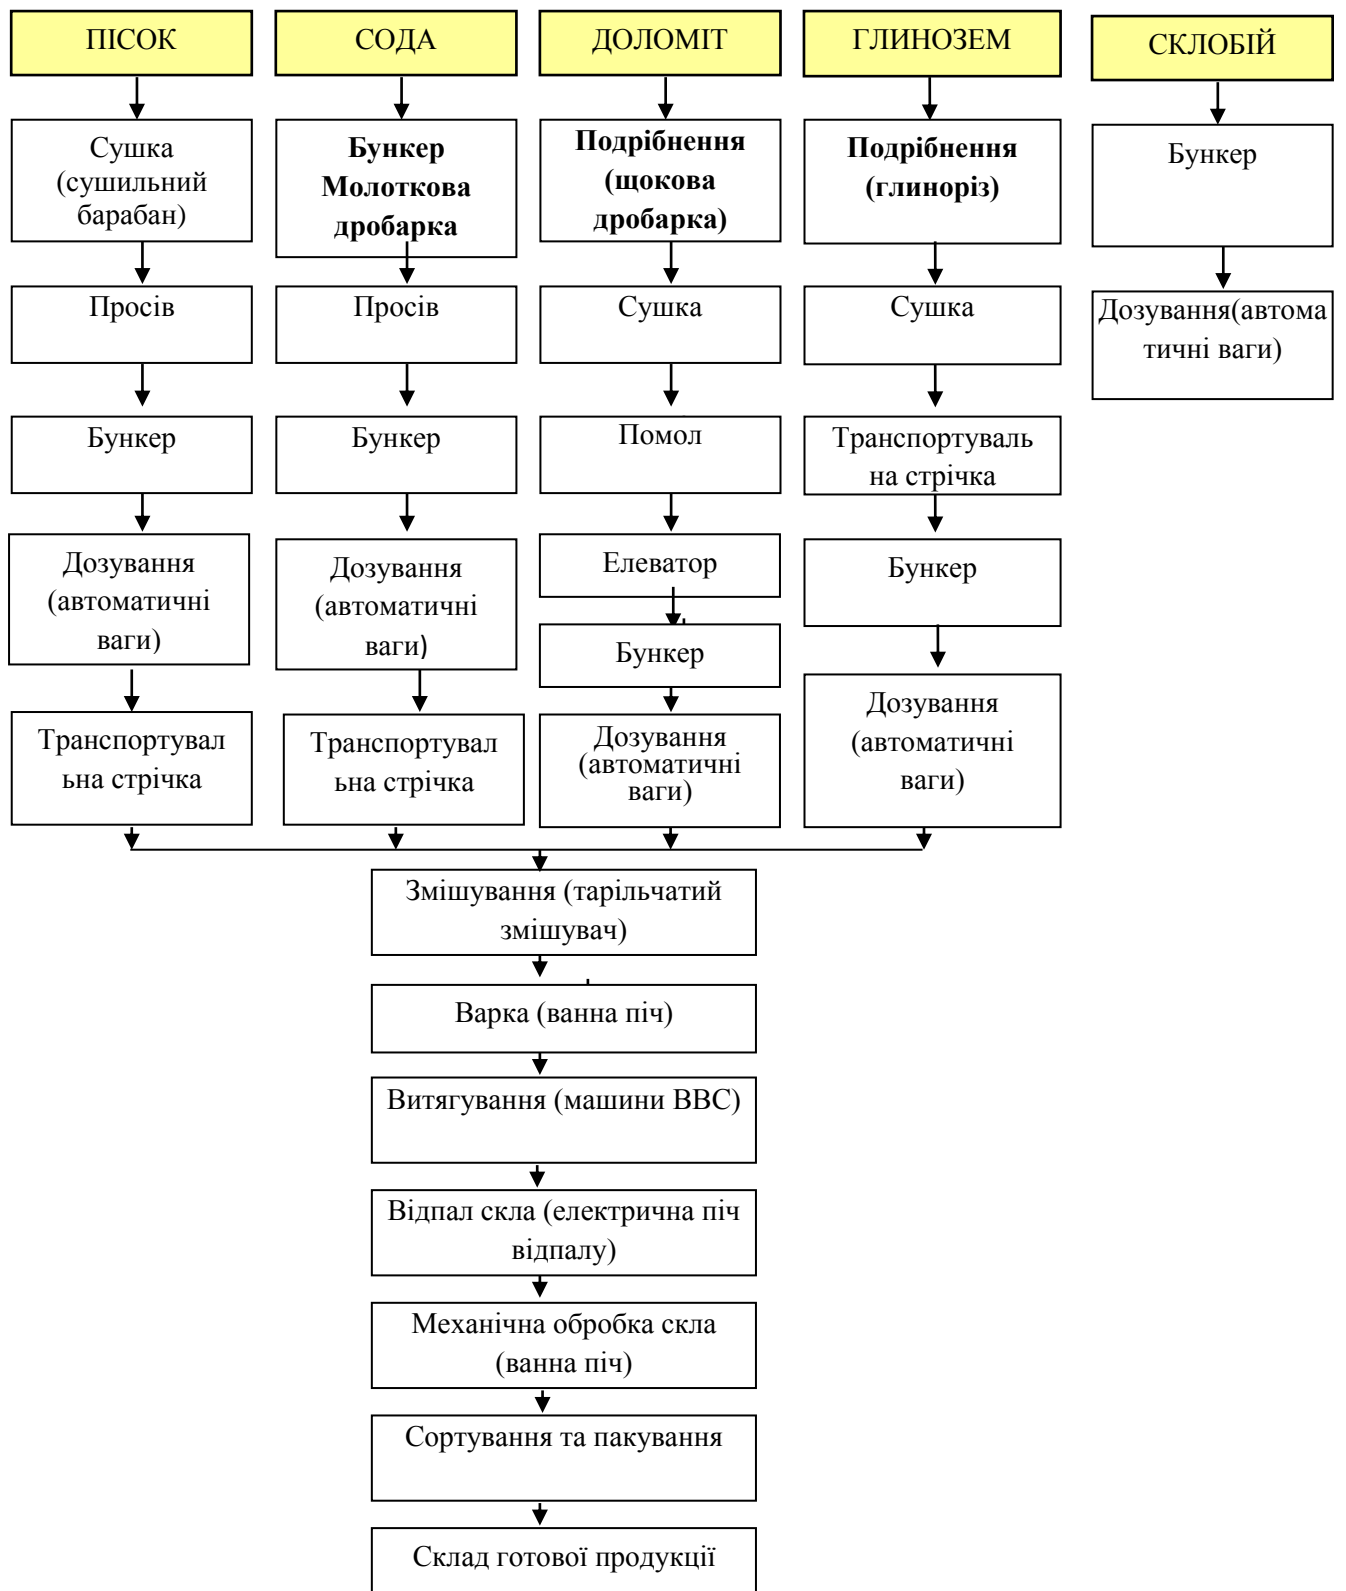 ПІСОК
СОДА
ДОЛОМІТ
ГЛИНОЗЕМ
СКЛОБІЙ
Сушка
(сушильний
барабан)
Бункер
Молоткова
дробарка
Подрібнення
(щокова
дробарка)
Подрібнення
(глиноріз)
Бункер
Просів
Просів
Сушка
Сушка
Дозування(автома
тичні ваги)
Бункер
Бункер
Помол
Транспортуваль
на стрічка
Дозування
(автоматичні
ваги)
Дозування
(автоматичні
ваги)
Елеватор
Бункер
Бункер
Транспортувал
ьна стрічка
Транспортувал
ьна стрічка
Дозування
(автоматичні
ваги)
Дозування
(автоматичні
ваги)
Змішування (тарільчатий
змішувач)
Варка (ванна піч)
Витягування (машини ВВС)
Відпал скла (електрична піч
відпалу)
Механічна обробка скла
(ванна піч)
Сортування та пакування
Склад готової продукції